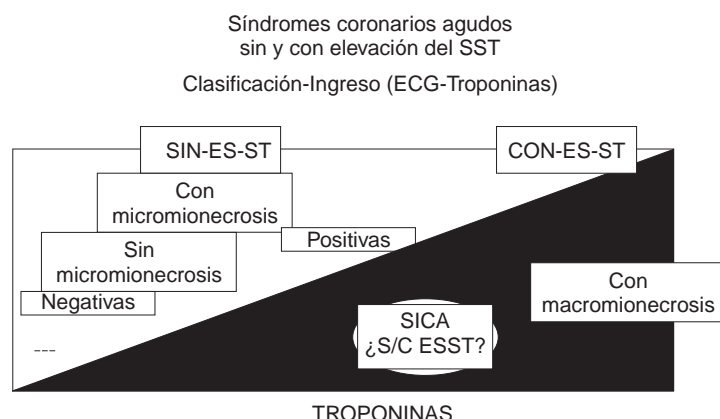 Síndromes coronarios agudos
sin y con elevación del SST
Clasificación-Ingreso (ECG-Troponinas)
SIN-ES-ST
CON-ES-ST
Con
micromionecrosis
Positivas
Sin
micromionecrosis
Negativas
Con
macromionecrosis
SICA
¿S/C ESST?
---
TROPONINAS